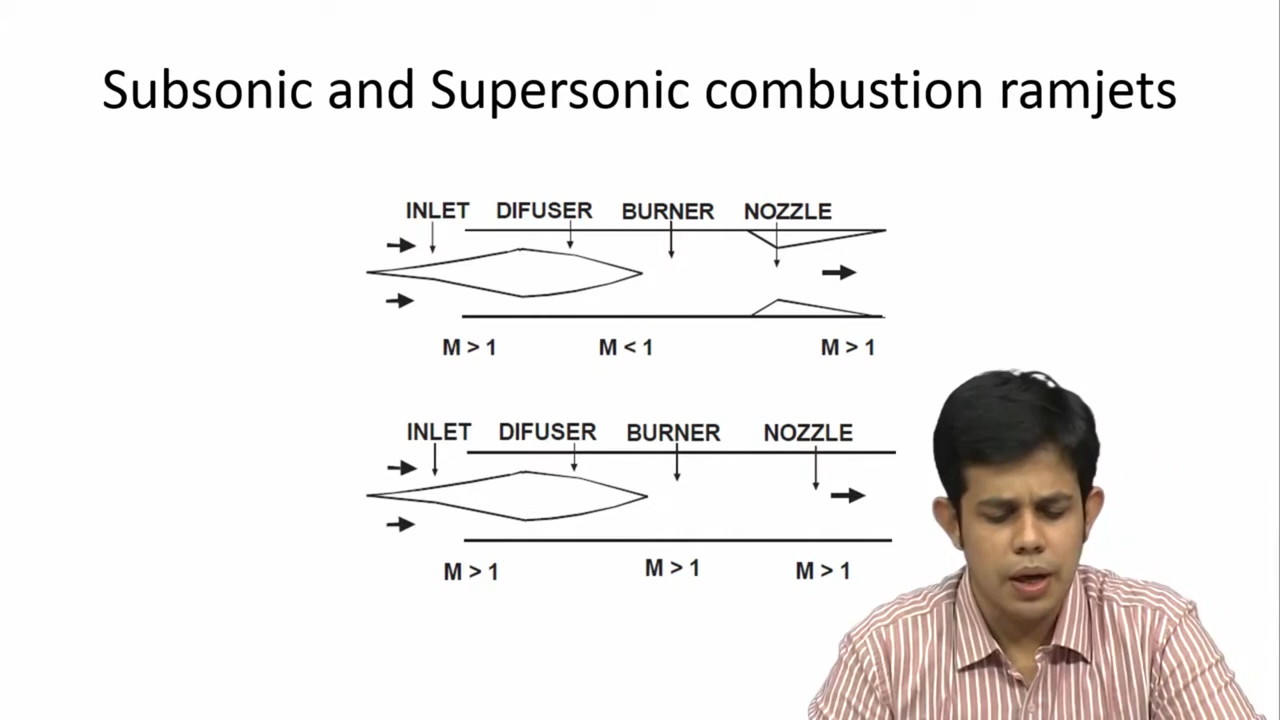 Subsonic and Supersonic combustion ramjets
INLET DIFUSER BURNER NOZZLE
M > 1 M < 1 M > 1
INLET DIFUSER BURNER NOZZLE
M > 1 M > 1 M > 1